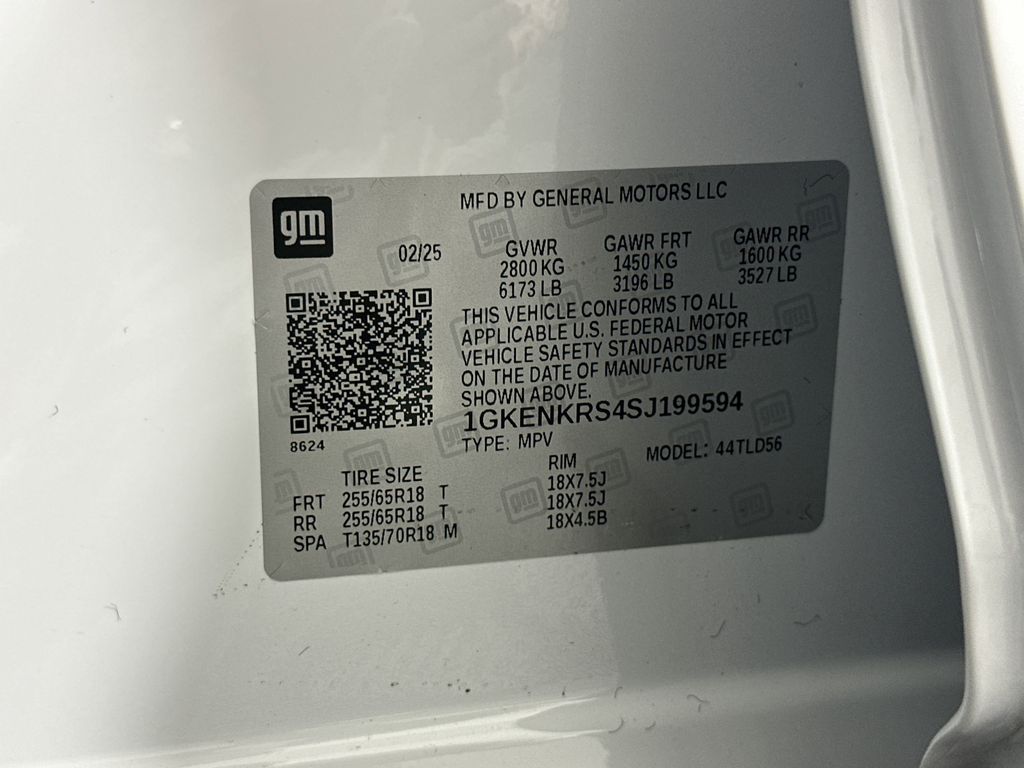 gm
MFD BY GENERAL MOTORS LLC
02/25
GVWR GAWR FRT GAWR RR
2800 KG 1450 KG 1600 KG
6173 LB 3196 LB 3527 LB
THIS VEHICLE CONFORMS TO ALL
APPLICABLE U.S. FEDERAL MOTOR
VEHICLE SAFETY STANDARDS IN EFFECT
ON THE DATE OF MANUFACTURE
SHOWN ABOVE.
1GKENKRS4SJ199594
8624
TYPE: MPV MODEL: 44TLD56
TIRE SIZE RIM
FRT 255/65R18 T 18X7.5J
RR 255/65R18 T 18X7.5J
SPA T135/70R18 M 18X4.5B